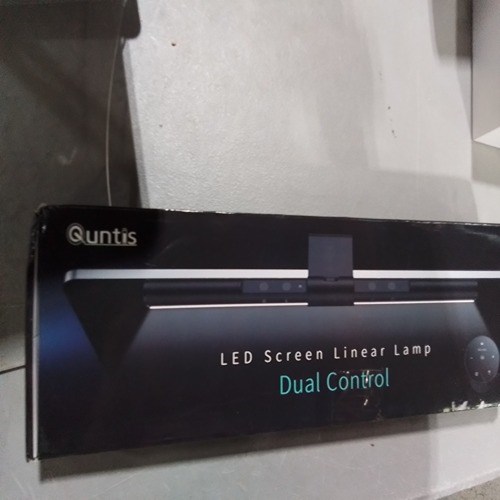 Quntis
LED Screen Linear Lamp
Dual Control